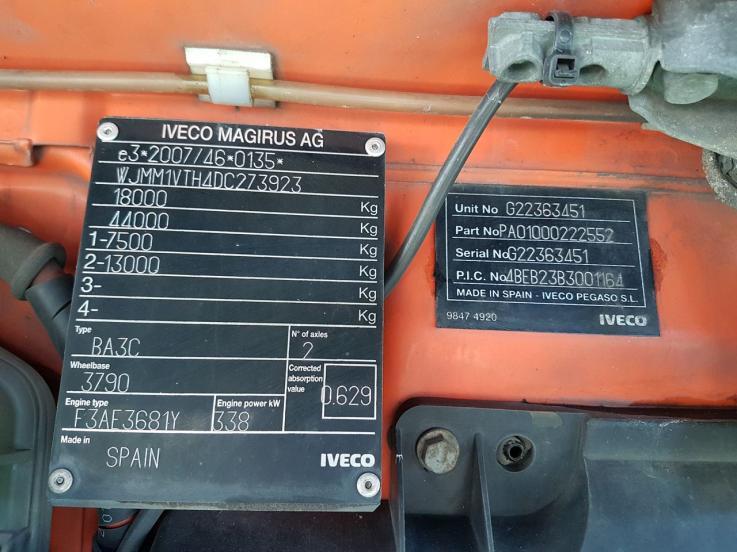 IVECO MAGIRUS AG
e3*2007/46*0135*
WJMM1VTH4DC273923
18000 Kg
44000 Kg
1-7500 Kg
2-13000 Kg
3- Kg
4- Kg
Type
BA3C
N° of axles
2
Wheelbase
3790
Corrected absorption value
0.629
Engine type
F3AE3681Y
Engine power kW
338
Made in
SPAIN
IVECO
Unit No G22363451
Part No PA01000222552
Serial No G22363451
P.I.C. No 4BEB23B3001164
MADE IN SPAIN - IVECO PEGASO S.L.
9847 4920
IVECO